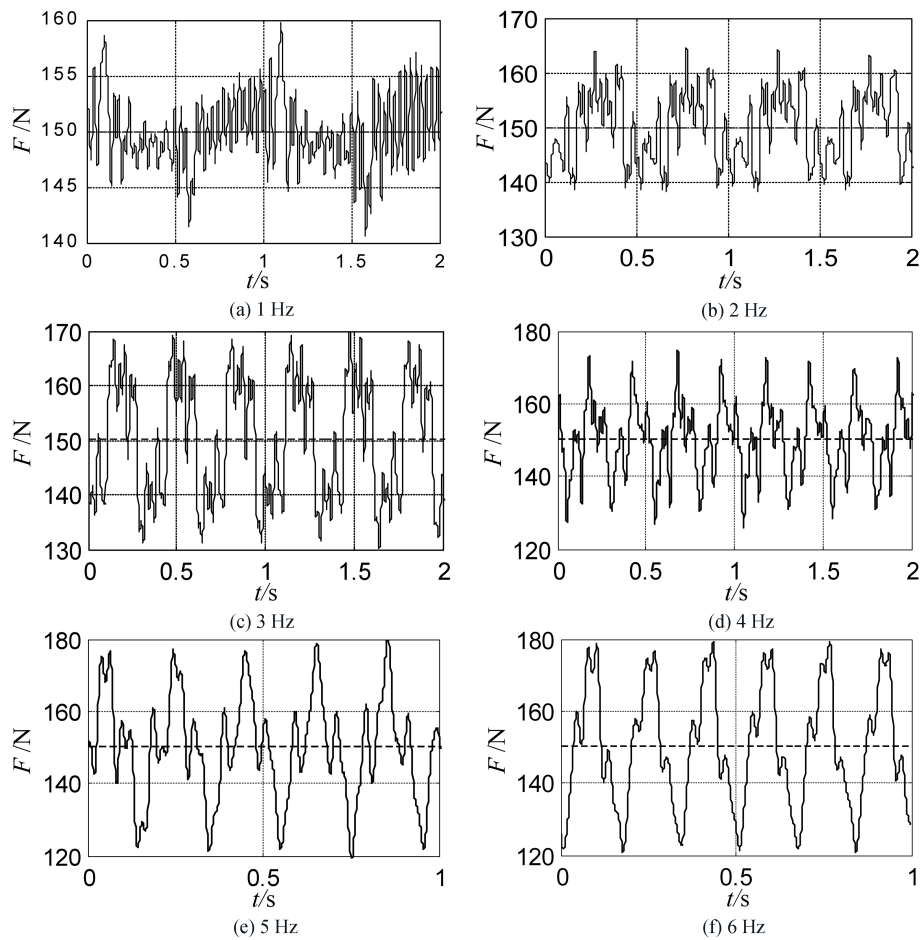 160
155
150
145
140
F /N
0 0.5 1 1.5 2
t/s
(a) 1 Hz
160
150
140
130
F /N
0 0.5 1 1.5 2
t/s
(b) 2 Hz
170
160
150
140
130
F /N
0 0.5 1 1.5 2
t/s
(c) 3 Hz
180
160
140
120
F /N
0 0.5 1 1.5 2
t/s
(d) 4 Hz
180
160
140
120
F /N
0 0.5 1
t/s
(e) 5 Hz
180
160
140
120
F /N
0 0.5 1
t/s
(f) 6 Hz